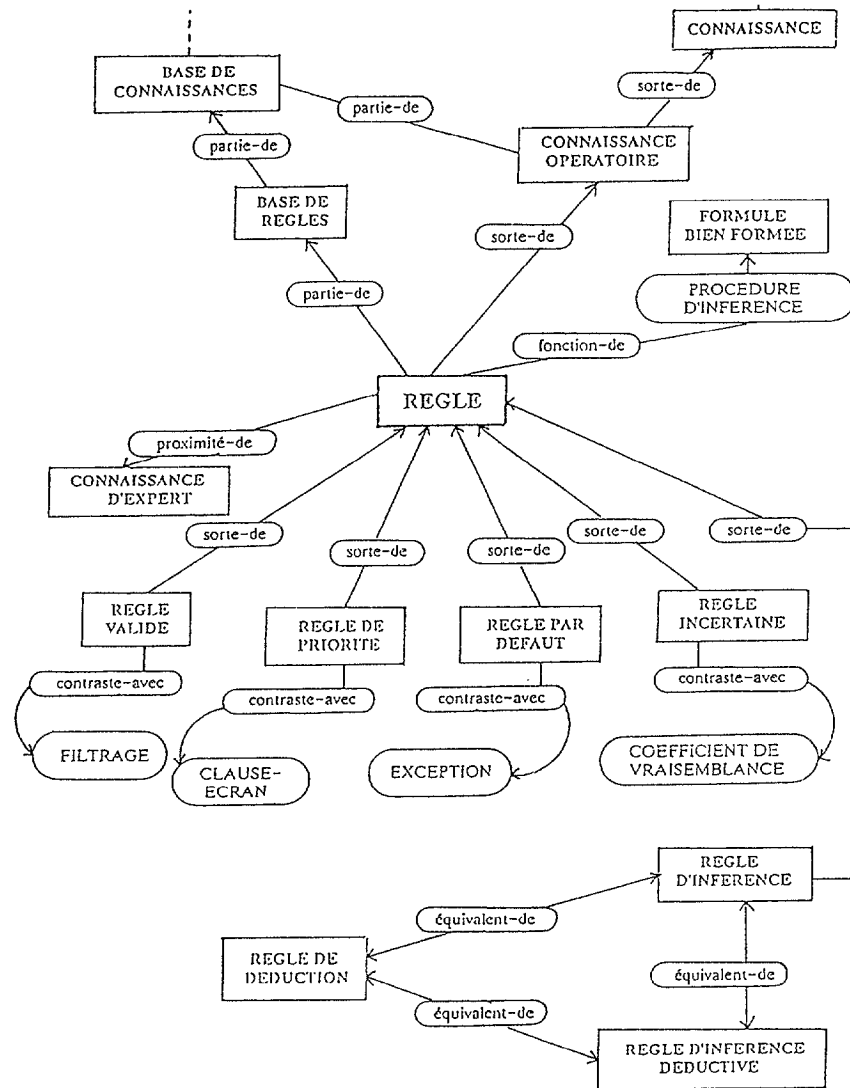 CONNAISSANCE
BASE DE
CONNAISSANCES
sorte-de
partie-de
partie-de
CONNAISSANCE
OPERATOIRE
BASE DE
REGLES
FORMULE
BIEN FORMEE
sorte-de
partie-de
PROCEDURE
D'INFERENCE
fonction-de
REGLE
proximité-de
CONNAISSANCE
D'EXPERT
sorte-de
sorte-de
sorte-de
sorte-de
sorte-de
REGLE
VALIDE
REGLE DE
PRIORITE
REGLE PAR
DEFAUT
REGLE
INCERTAINE
contraste-avec
contraste-avec
contraste-avec
contraste-avec
FILTRAGE
CLAUSE-
ECRAN
EXCEPTION
COEFFICIENT DE
VRAISEMBLANCE
REGLE
D'INFERENCE
équivalent-de
REGLE DE
DEDUCTION
équivalent-de
équivalent-de
REGLE D'INFERENCE
DEDUCTIVE